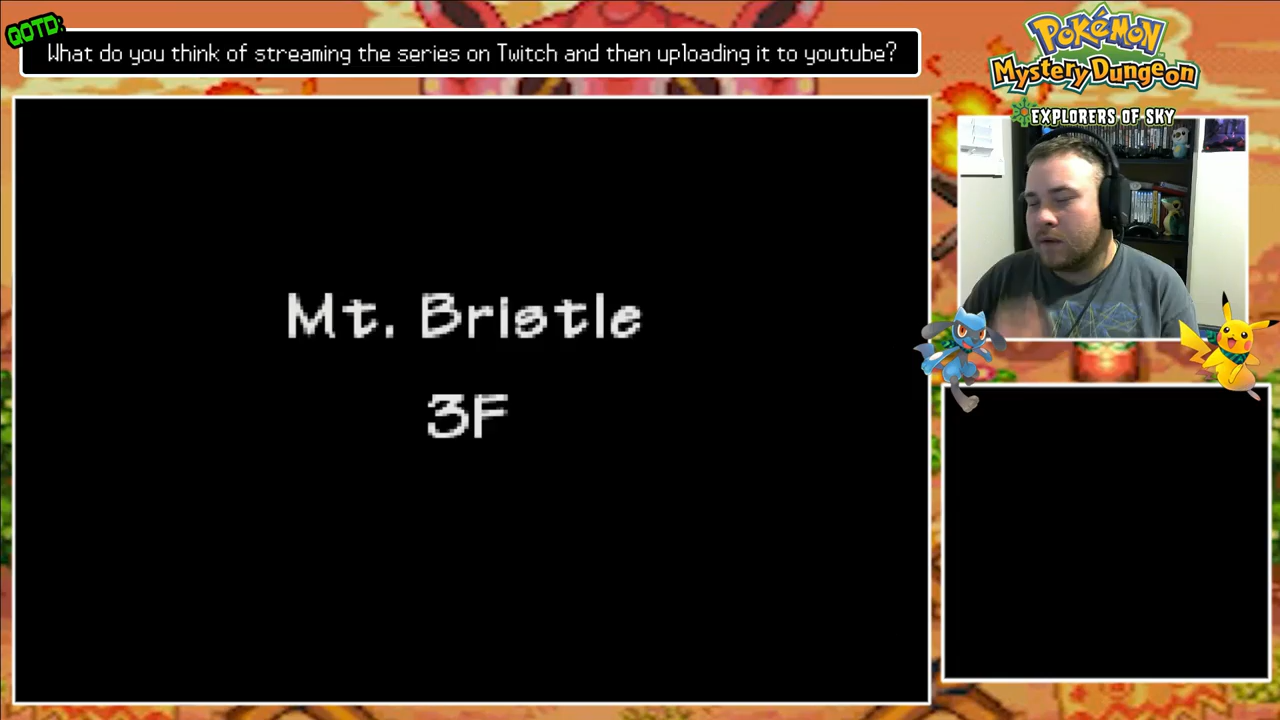 QOTD:
What do you think of streaming the series on Twitch and then uploading it to youtube?
POKéMON
Mystery Dungeon
EXPLORERS OF SKY
Mt. Bristle
3F